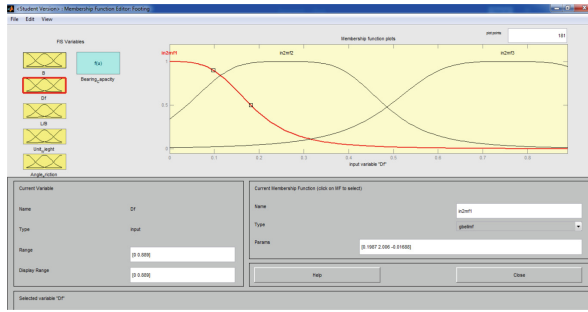 <Student Version> : Membership Function Editor: Footing
File Edit View
FIS Variables
B
Df
L/B
Unit_wight
Angle_friction
f(u)
Bearing_capacity
Membership function plots
plot points:
181
in2mf1
in2mf2
in2mf3
1
0.5
0
0 0.1 0.2 0.3 0.4 0.5 0.6 0.7 0.8
input variable "Df"
Current Variable
Name
Df
Type
input
Range
[0 0.889]
Display Range
[0 0.889]
Current Membership Function (click on MF to select)
Name
in2mf1
Type
gbellmf
Params
[0.1907 2.086 -0.01688]
Help
Close
Selected variable "Df"